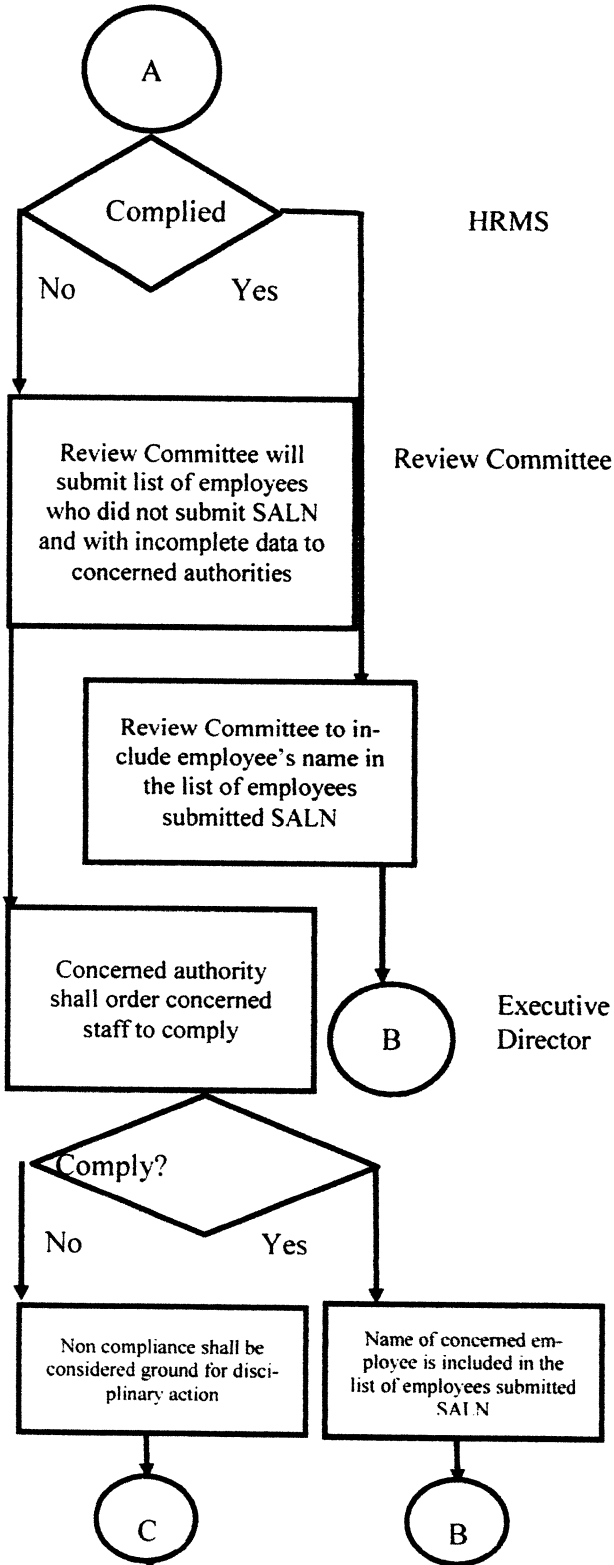 A
Complied
HRMS
No
Yes
Review Committee will
submit list of employees
who did not submit SALN
and with incomplete data to
concerned authorities
Review Committee
Review Committee to in-
clude employee's name in
the list of employees
submitted SALN
Concerned authority
shall order concerned
staff to comply
B
Executive
Director
Comply?
No
Yes
Non compliance shall be
considered ground for disci-
plinary action
Name of concerned em-
ployee is included in the
list of employees submitted
SALN
C
B